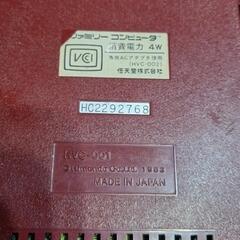 ファミリー コンピュータ
消費電力 4W
VCI
専用ACアダプタ使用
(HVC-002)
任天堂株式会社
HC2292768
HVC-001
© Nintendo Co., Ltd. 1983
MADE IN JAPAN